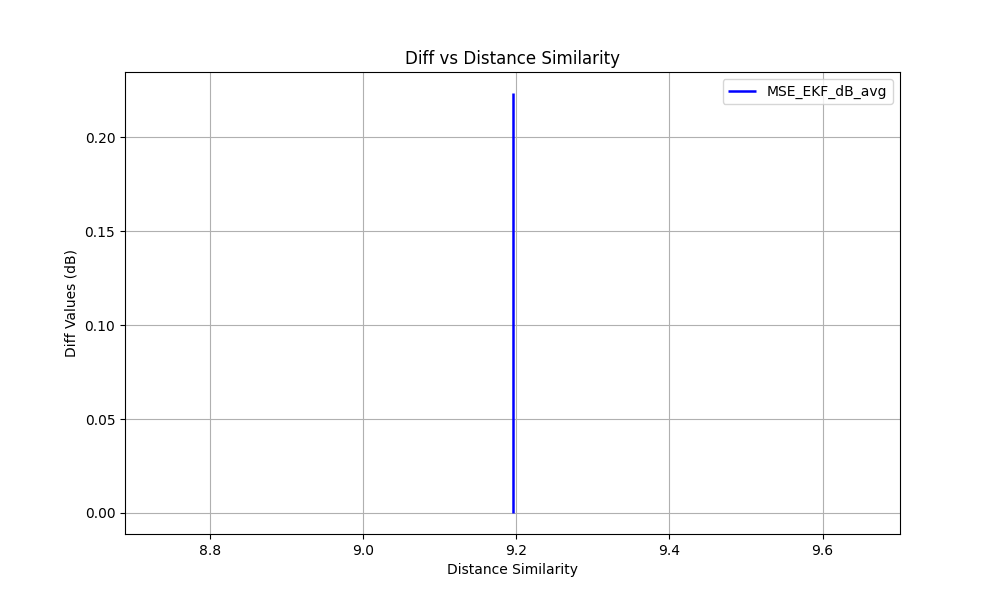 Diff vs Distance Similarity
MSE_EKF_dB_avg
Diff Values (dB)
0.20
0.15
0.10
0.05
0.00
8.8 9.0 9.2 9.4 9.6
Distance Similarity